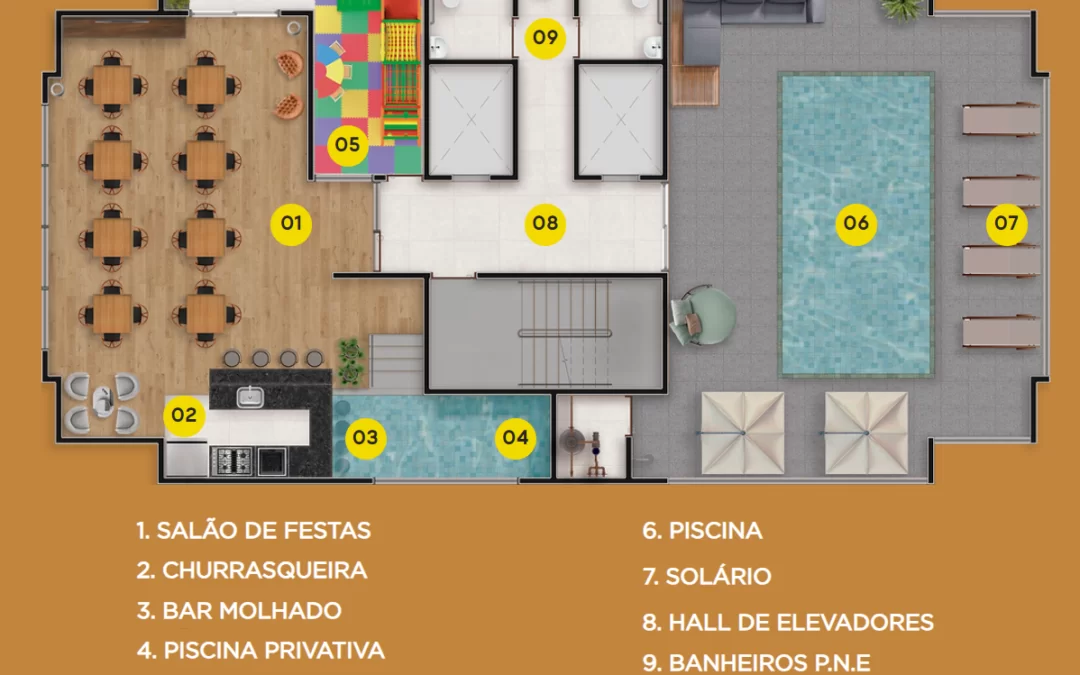 09
05
01
08
06
07
02
03
04
1. SALÃO DE FESTAS
2. CHURRASQUEIRA
3. BAR MOLHADO
4. PISCINA PRIVATIVA
6. PISCINA
7. SOLÁRIO
8. HALL DE ELEVADORES
9. BANHEIROS P.N.E